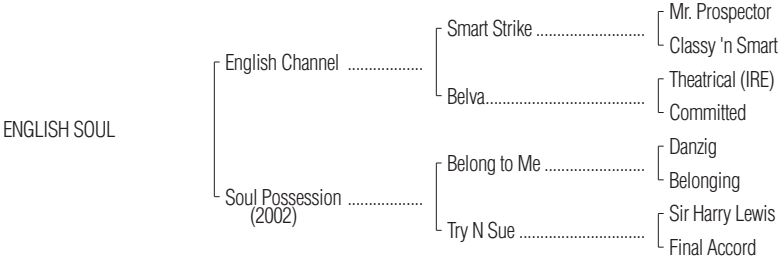 Mr. Prospector
Smart Strike ........................
Classy 'n Smart
English Channel .................
Theatrical (IRE)
Belva...................................
Committed
ENGLISH SOUL
Danzig
Belong to Me ......................
Belonging
Soul Possession .................
(2002)
Sir Harry Lewis
Try N Sue ...........................
Final Accord